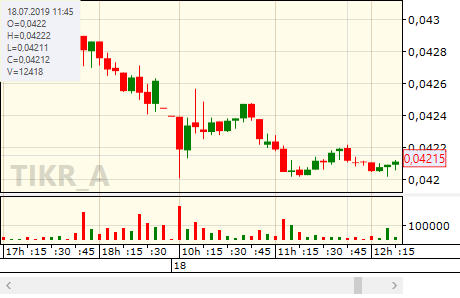 18.07.2019 11:45
O=0,0422
H=0,04222
L=0,04211
C=0,04212
V=12418
0,043
0,0428
0,0426
0,0424
0,0422
0,04215
0,042
TIKR_A
100000
17h :15 :30 :45 18h :15 :30 10h :15 :30 :45 11h :15 :30 :45 12h :15
18